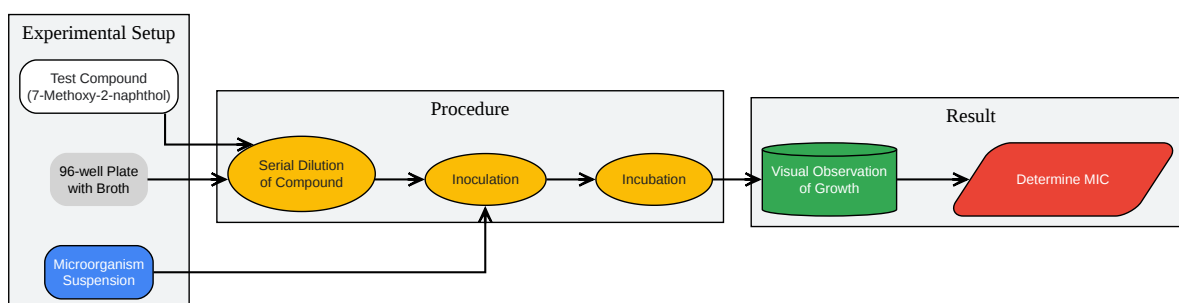 Experimental Setup
Test Compound
(7-Methoxy-2-naphthol)
96-well Plate
with Broth
Microorganism
Suspension
Procedure
Serial Dilution
of Compound
Inoculation
Incubation
Result
Visual Observation
of Growth
Determine MIC